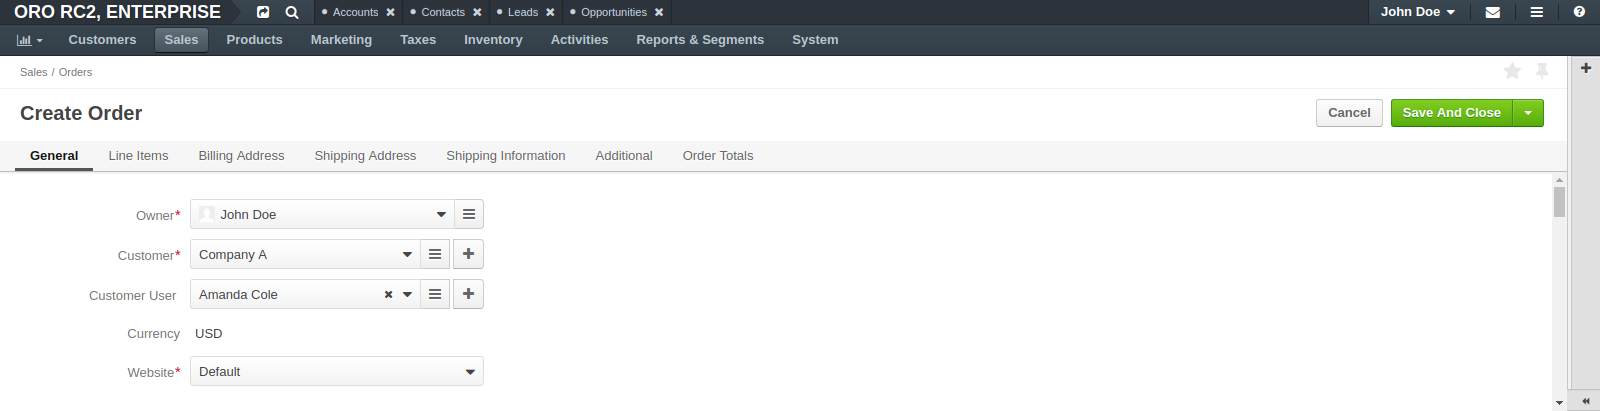 ORO RC2, ENTERPRISE Accounts Contacts Leads Opportunities John Doe
Customers Sales Products Marketing Taxes Inventory Activities Reports & Segments System
Sales / Orders
Create Order Cancel Save And Close
General Line Items Billing Address Shipping Address Shipping Information Additional Order Totals
Owner* John Doe
Customer* Company A
Customer User Amanda Cole
Currency USD
Website* Default